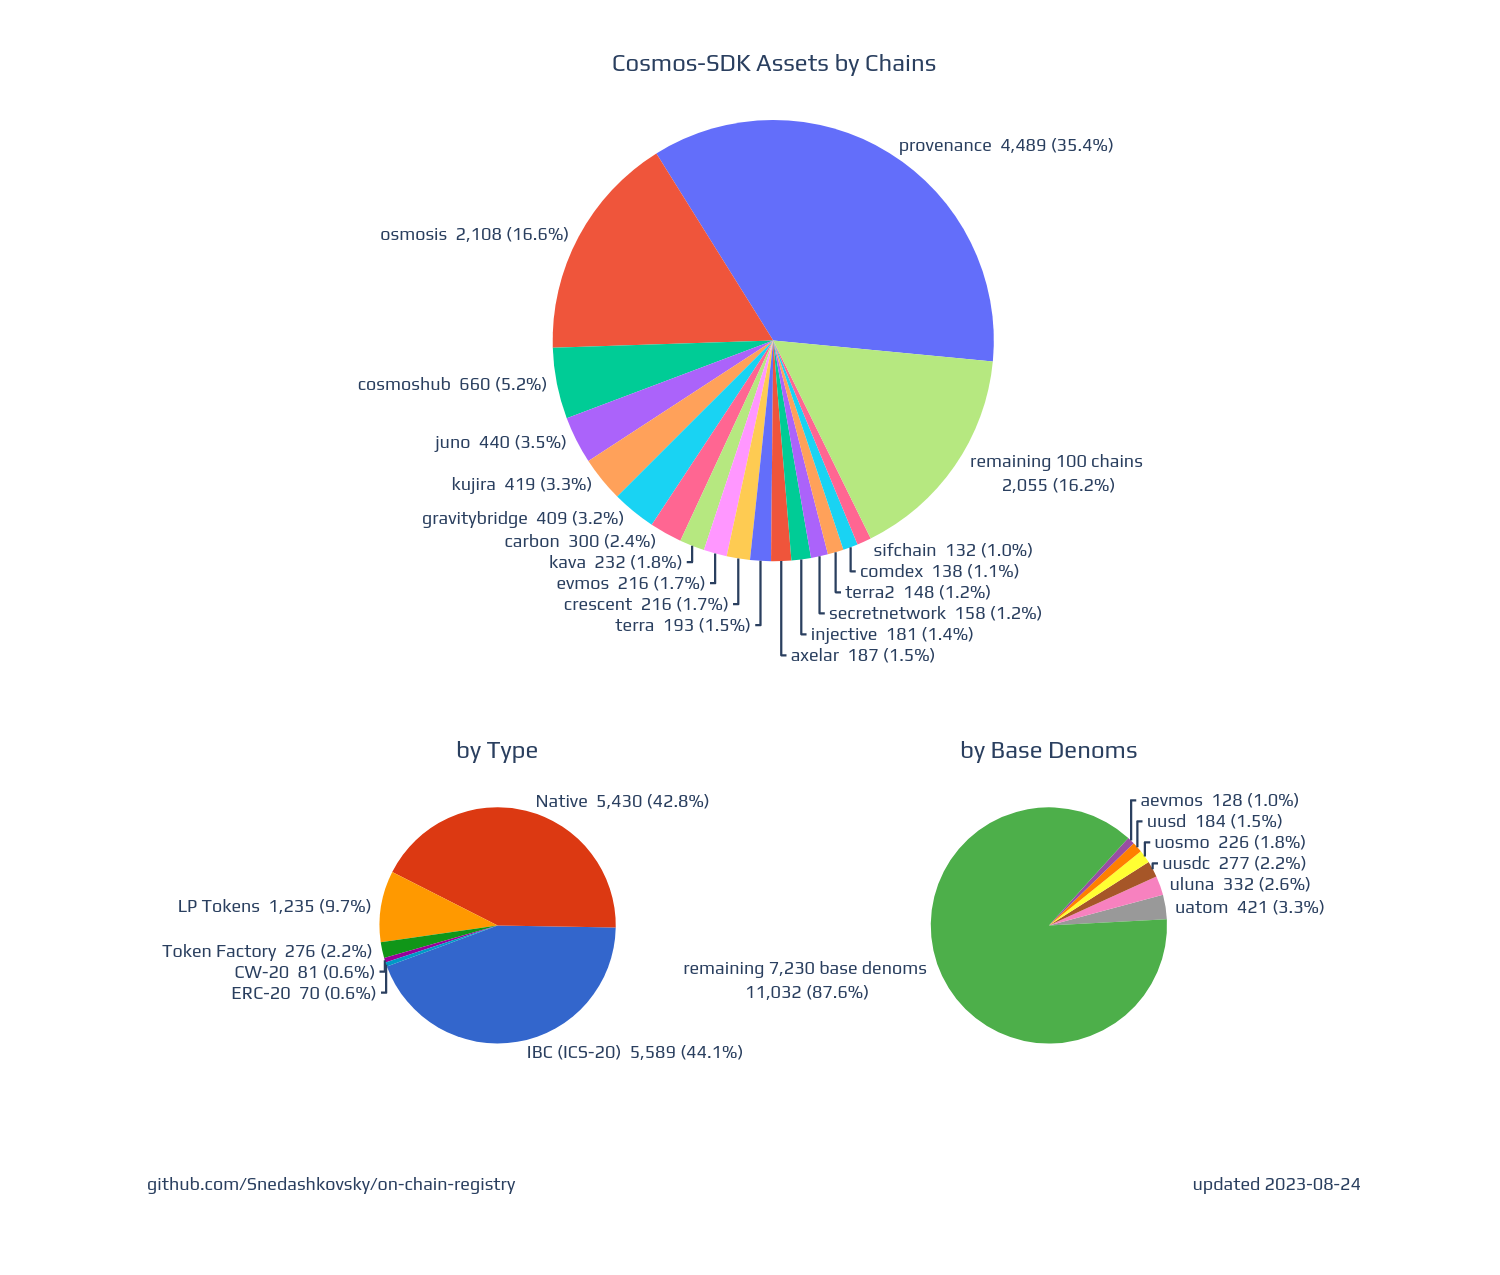 Cosmos-SDK Assets by Chains
provenance 4,489 (35.4%)
osmosis 2,108 (16.6%)
cosmoshub 660 (5.2%)
juno 440 (3.5%)
kujira 419 (3.3%)
gravitybridge 409 (3.2%)
carbon 300 (2.4%)
kava 232 (1.8%)
evmos 216 (1.7%)
crescent 216 (1.7%)
terra 193 (1.5%)
remaining 100 chains
2,055 (16.2%)
sifchain 132 (1.0%)
comdex 138 (1.1%)
terra2 148 (1.2%)
secretnetwork 158 (1.2%)
injective 181 (1.4%)
axelar 187 (1.5%)
by Type
Native 5,430 (42.8%)
LP Tokens 1,235 (9.7%)
Token Factory 276 (2.2%)
CW-20 81 (0.6%)
ERC-20 70 (0.6%)
IBC (ICS-20) 5,589 (44.1%)
by Base Denoms
aevmos 128 (1.0%)
uusd 184 (1.5%)
uosmo 226 (1.8%)
uusdc 277 (2.2%)
uluna 332 (2.6%)
uatom 421 (3.3%)
remaining 7,230 base denoms
11,032 (87.6%)
github.com/Snedashkovsky/on-chain-registry
updated 2023-08-24